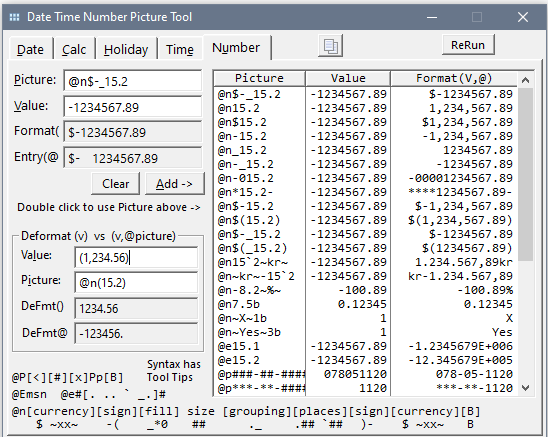 Date Time Number Picture Tool
Date Calc Holiday Time Number ReRun
Picture: @n$-_15.2
Value: -1234567.89
Format( $-1234567.89
Entry(@ $-   1234567.89
Clear Add ->
Double click to use Picture above ->
Deformat (v)  vs  (v,@picture)
Value: (1,234.56)
Picture: @n(15.2)
DeFmt() 1234.56
DeFmt@ -123456.
Syntax has
Tool Tips
@P[<][#][x]Pp[B]
@Emsn  @e#[. .. ` _.]#
Picture Value Format(V,@)
@n$-_15.2 -1234567.89 $-1234567.89
@n15.2 -1234567.89 1,234,567.89
@n$15.2 -1234567.89 $1,234,567.89
@n-15.2 -1234567.89 -1,234,567.89
@n_15.2 -1234567.89 1234567.89
@n-_15.2 -1234567.89 -1234567.89
@n-015.2 -1234567.89 -00001234567.89
@n*15.2- -1234567.89 ****1234567.89-
@n$-15.2 -1234567.89 $-1,234,567.89
@n$(15.2) -1234567.89 $(1,234,567.89)
@n$-_15.2 -1234567.89 $-1234567.89
@n$(_15.2) -1234567.89 $(1234567.89)
@n15`2~kr~ -1234567.89 1.234.567,89kr
@n~kr~-15`2 -1234567.89 kr-1.234.567,89
@n-8.2~%~ -100.89 -100.89%
@n7.5b 0.12345 0.12345
@n~X~1b 1 X
@n~Yes~3b 1 Yes
@e15.1 -1234567.89 -1.2345679E+006
@e15.2 -1234567.89 -12.345679E+005
@p###-##-#### 078051120 078-05-1120
@p***-**-#### 1120 ***-**-1120
@n[currency][sign][fill] size [grouping][places][sign][currency][B]
$ ~xx~   -(   _*0   ##   ._   .## `##   )-   $ ~xx~   B